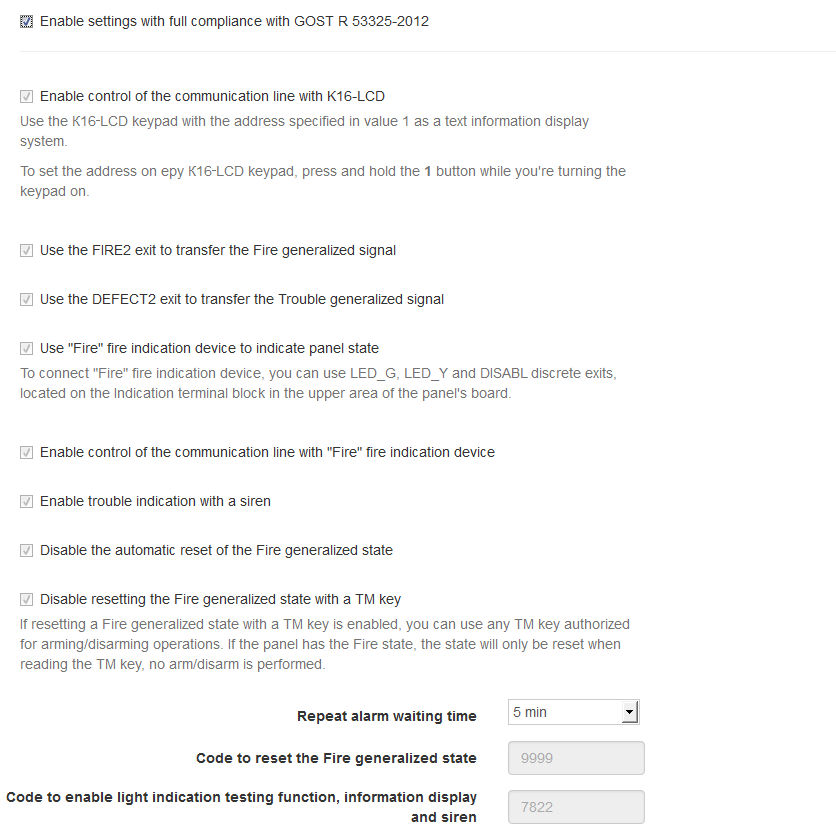 Enable settings with full compliance with GOST R 53325-2012
Enable control of the communication line with K16-LCD
Use the K16-LCD keypad with the address specified in value 1 as a text information display
system.
To set the address on epy K16-LCD keypad, press and hold the 1 button while you're turning the
keypad on.
Use the FIRE2 exit to transfer the Fire generalized signal
Use the DEFECT2 exit to transfer the Trouble generalized signal
Use "Fire" fire indication device to indicate panel state
To connect "Fire" fire indication device, you can use LED_G, LED_Y and DISABL discrete exits,
located on the Indication terminal block in the upper area of the panel's board.
Enable control of the communication line with "Fire" fire indication device
Enable trouble indication with a siren
Disable the automatic reset of the Fire generalized state
Disable resetting the Fire generalized state with a TM key
If resetting a Fire generalized state with a TM key is enabled, you can use any TM key authorized
for arming/disarming operations. If the panel has the Fire state, the state will only be reset when
reading the TM key, no arm/disarm is performed.
Repeat alarm waiting time 5 min
Code to reset the Fire generalized state 9999
Code to enable light indication testing function, information display
and siren 7822